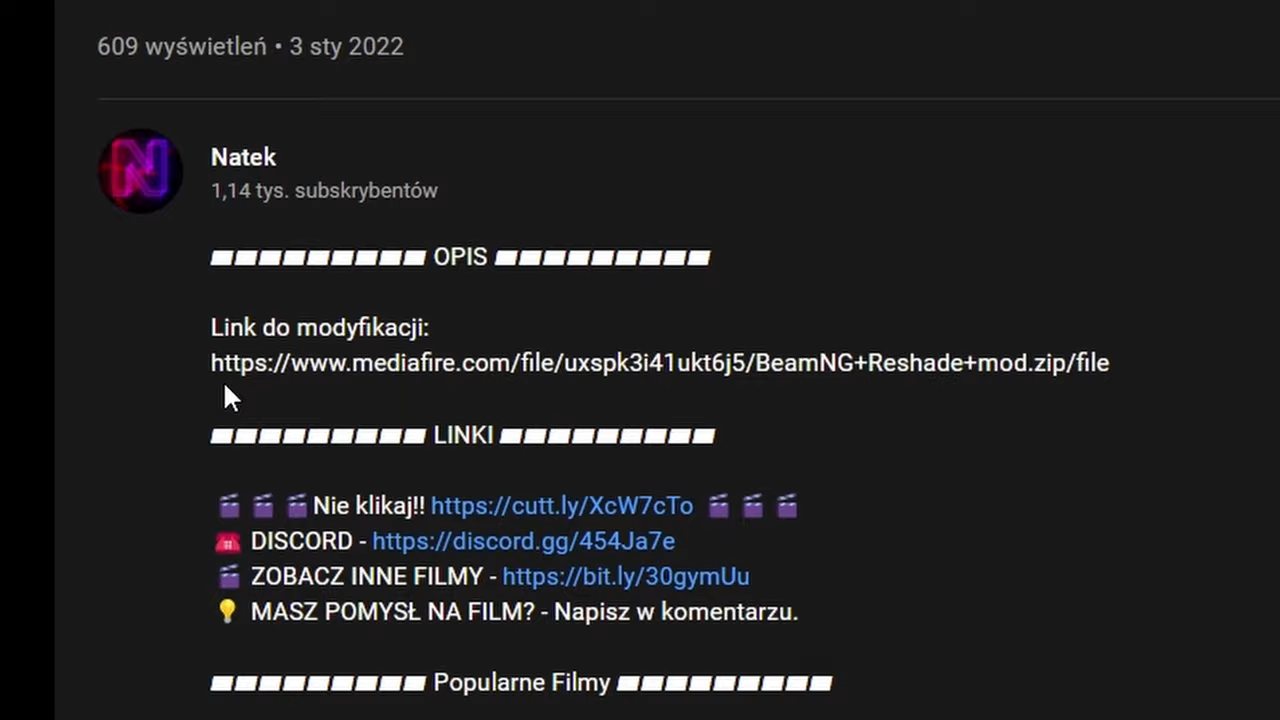 609 wyświetleń • 3 sty 2022
Natek
1,14 tys. subskrybentów
▰▰▰▰▰▰▰▰▰ OPIS ▰▰▰▰▰▰▰▰▰
Link do modyfikacji:
https://www.mediafire.com/file/uxspk3i41ukt6j5/BeamNG+Reshade+mod.zip/file
▰▰▰▰▰▰▰▰▰ LINKI ▰▰▰▰▰▰▰▰▰
🎬 🎬 🎬Nie klikaj!! https://cutt.ly/XcW7cTo 🎬 🎬 🎬
☎️ DISCORD - https://discord.gg/454Ja7e
🎬 ZOBACZ INNE FILMY - https://bit.ly/30gymUu
💡 MASZ POMYSŁ NA FILM? - Napisz w komentarzu.
▰▰▰▰▰▰▰▰▰ Popularne Filmy ▰▰▰▰▰▰▰▰▰